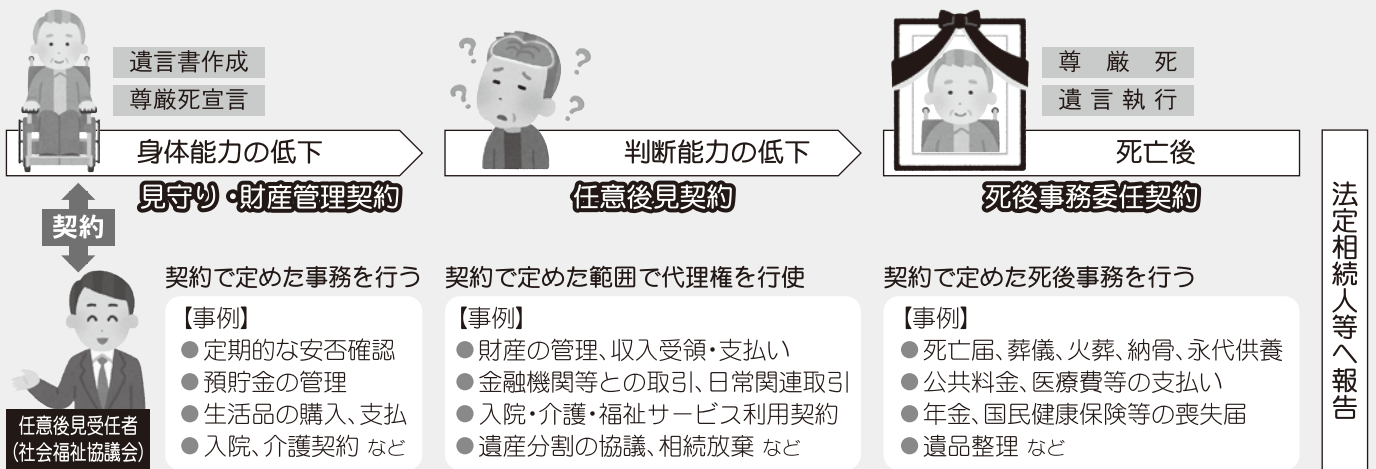 遺言書作成
尊厳死宣言
身体能力の低下
見守り・財産管理契約
契約
任意後見受任者
(社会福祉協議会)
契約で定めた事務を行う
【事例】
●定期的な安否確認
●預貯金の管理
●生活品の購入、支払
●入院、介護契約 など
? ? ? ?
判断能力の低下
任意後見契約
契約で定めた範囲で代理権を行使
【事例】
●財産の管理、収入受領・支払い
●金融機関等との取引、日常関連取引
●入院・介護・福祉サービス利用契約
●遺産分割の協議、相続放棄 など
尊厳死
遺言執行
死亡後
死後事務委任契約
契約で定めた死後事務を行う
【事例】
●死亡届、葬儀、火葬、納骨、永代供養
●公共料金、医療費等の支払い
●年金、国民健康保険等の喪失届
●遺品整理 など
法定相続人等へ報告